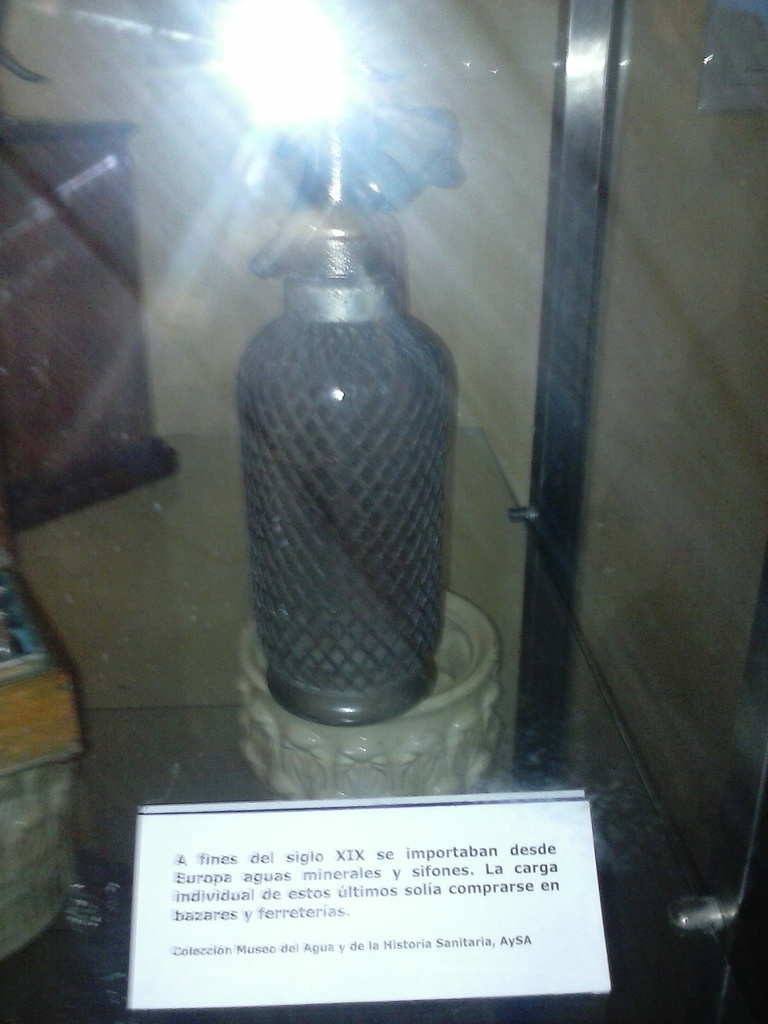 A fines del siglo XIX se importaban desde
Europa aguas minerales y sifones. La carga
individual de estos últimos solía comprarse en
bazares y ferreterías.
Colección Museo del Agua y de la Historia Sanitaria, AySA